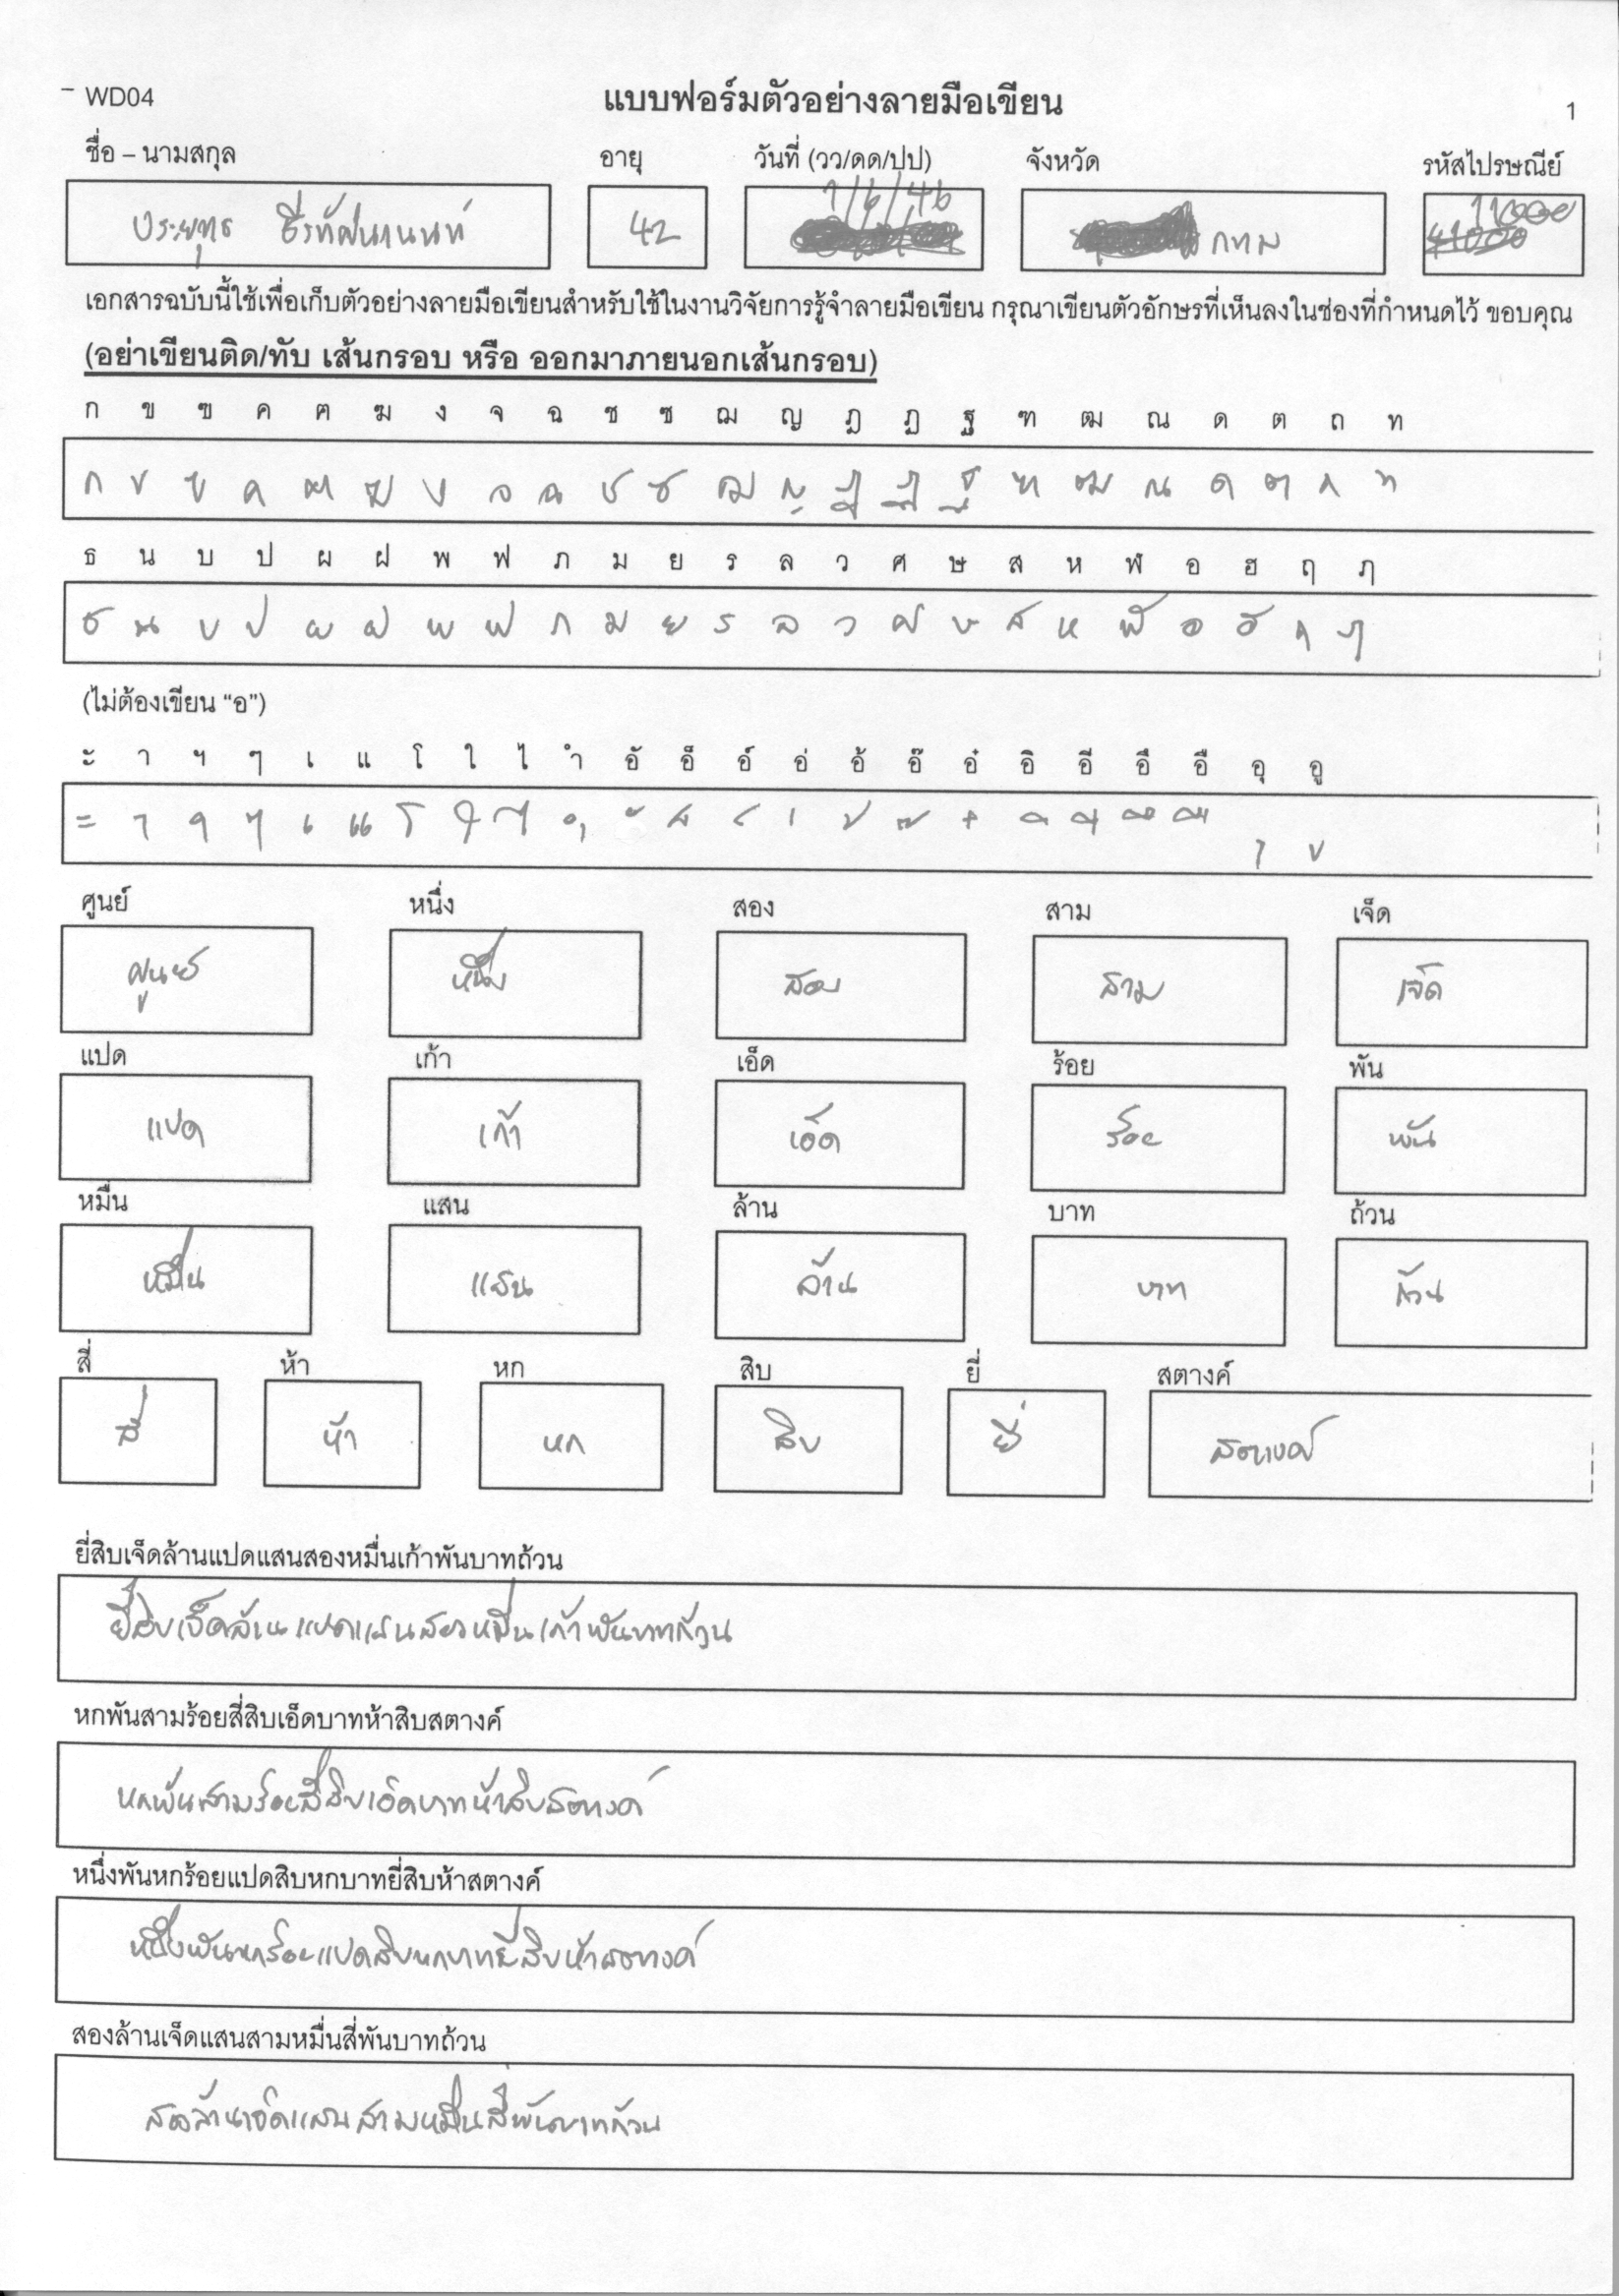 WD04
แบบฟอร์มตัวอย่างลายมือเขียน
1
ชื่อ – นามสกุล อายุ วันที่ (วว/ดด/ปป) จังหวัด รหัสไปรษณีย์
ประยุทธ 42 7/6/46 กทม
เอกสารฉบับนี้ใช้เพื่อเก็บตัวอย่างลายมือเขียนสำหรับใช้ในงานวิจัยการรู้จำลายมือเขียน กรุณาเขียนตัวอักษรที่เห็นลงในช่องที่กำหนดไว้ ขอบคุณ
(อย่าเขียนติด/ทับ เส้นกรอบ หรือ ออกมาภายนอกเส้นกรอบ)
ก ข ฃ ค ฅ ฆ ง จ ฉ ช ซ ฌ ญ ฎ ฏ ฐ ฑ ฒ ณ ด ต ถ ท
ก ข ฃ ค ฅ ฆ ง จ ฉ ช ซ ฌ ญ ฎ ฏ ฐ ฑ ฒ ณ ด ต ถ ท
ธ น บ ป ผ ฝ พ ฟ ภ ม ย ร ล ว ศ ษ ส ห ฬ อ ฮ ฤ ฦ
ธ น บ ป ผ ฝ พ ฟ ภ ม ย ร ล ว ศ ษ ส ห ฬ อ ฮ ฤ ฦ
(ไม่ต้องเขียน “อ”)
ะ า ฯ ๆ เ แ โ ใ ไ ำ อั อ็ อ์ อ่ อ้ อ๊ อ๋ อิ อี อึ อื อุ อู
ะ า ฯ ๆ เ แ โ ใ ไ ำ ั ็ ์ ่ ้ ๊ ๋ ิ ี ึ ื ุ ู
ศูนย์ หนึ่ง สอง สาม เจ็ด
ศูนย์ หนึ่ง สอง สาม เจ็ด
แปด เก้า เอ็ด ร้อย พัน
แปด เก้า เอ็ด ร้อย พัน
หมื่น แสน ล้าน บาท ถ้วน
หมื่น แสน ล้าน บาท ถ้วน
สี่ ห้า หก สิบ ยี่ สตางค์
สี่ ห้า หก สิบ ยี่ สตางค์
ยี่สิบเจ็ดล้านแปดแสนสองหมื่นเก้าพันบาทถ้วน
ยี่สิบเจ็ดล้านแปดแสนสองหมื่นเก้าพันบาทถ้วน
หกพันสามร้อยสี่สิบเอ็ดบาทห้าสิบสตางค์
หกพันสามร้อยสี่สิบเอ็ดบาทห้าสิบสตางค์
หนึ่งพันหกร้อยแปดสิบหกบาทยี่สิบห้าสตางค์
หนึ่งพันหกร้อยแปดสิบหกบาทยี่สิบห้าสตางค์
สองล้านเจ็ดแสนสามหมื่นสี่พันบาทถ้วน
สองล้านเจ็ดแสนสามหมื่นสี่พันบาทถ้วน